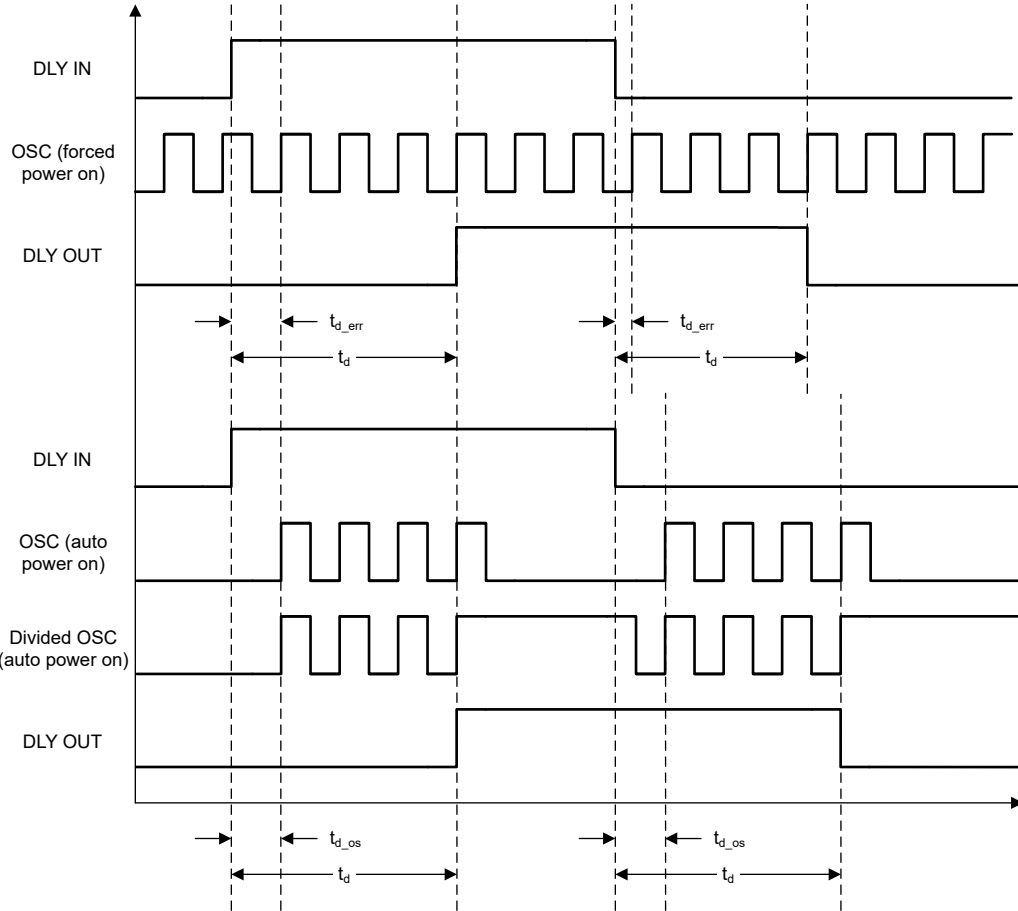 DLY IN
OSC (forced
power on)
DLY OUT
t_d_err
t_d_err
t_d
t_d
DLY IN
OSC (auto
power on)
Divided OSC
(auto power on)
DLY OUT
t_d_os
t_d_os
t_d
t_d